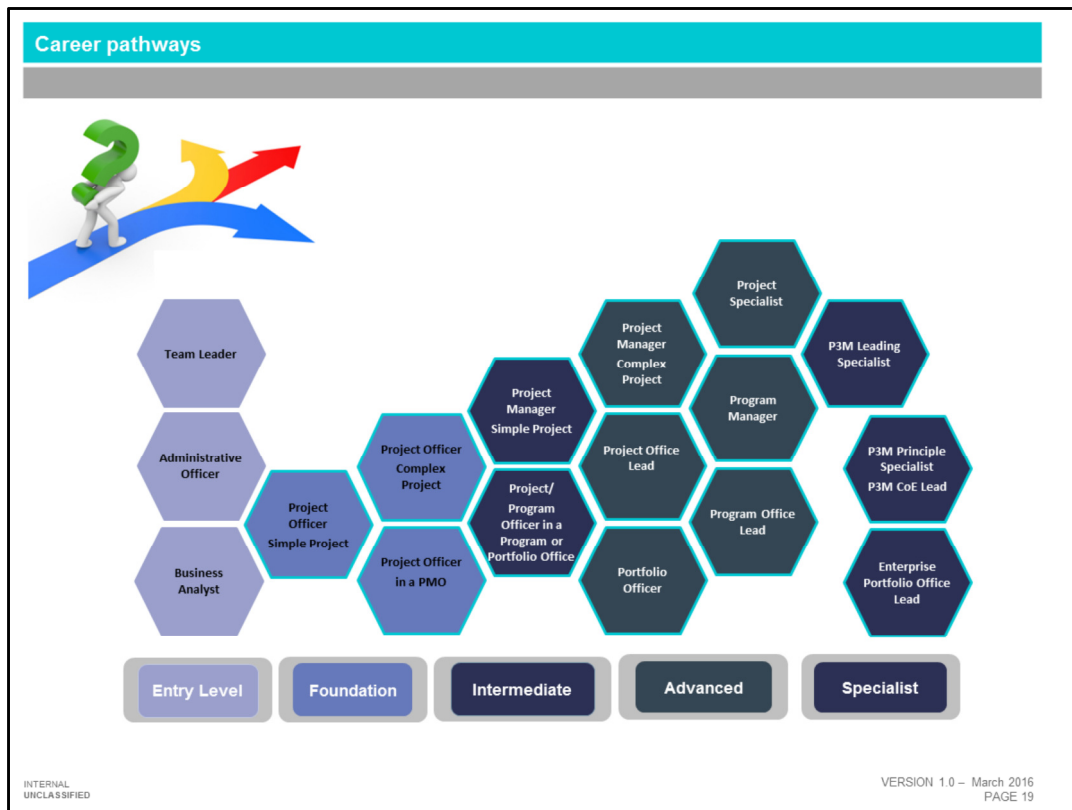 Career pathways
Team Leader
Administrative
Officer
Business
Analyst
Project
Officer
Simple Project
Project Officer
Complex
Project
Project Officer
in a PMO
Project
Manager
Simple Project
Project/
Program
Officer in a
Program or
Portfolio Office
Project
Manager
Complex
Project
Project Office
Lead
Portfolio
Officer
Project
Specialist
Program
Manager
Program Office
Lead
P3M Leading
Specialist
P3M Principle
Specialist
P3M CoE Lead
Enterprise
Portfolio Office
Lead
Entry Level
Foundation
Intermediate
Advanced
Specialist
INTERNAL
UNCLASSIFIED
VERSION 1.0 – March 2016
PAGE 19